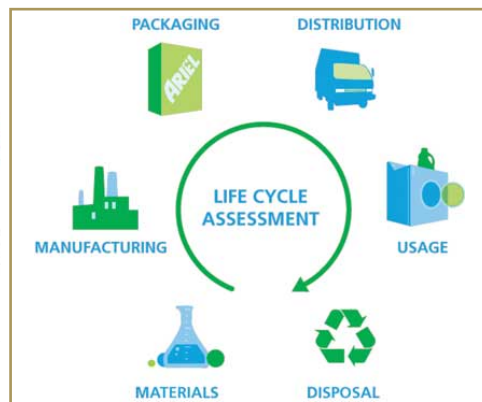 PACKAGING
DISTRIBUTION
ARIEL
LIFE CYCLE
ASSESSMENT
MANUFACTURING
USAGE
MATERIALS
DISPOSAL